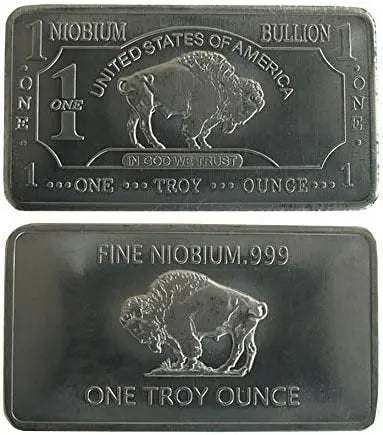 1 NIOBIUM BULLION 1
UNITED STATES OF AMERICA
ONE
1
ONE
ONE
IN GOD WE TRUST
1 ... ONE ... TROY ... OUNCE ... 1
FINE NIOBIUM.999
ONE TROY OUNCE